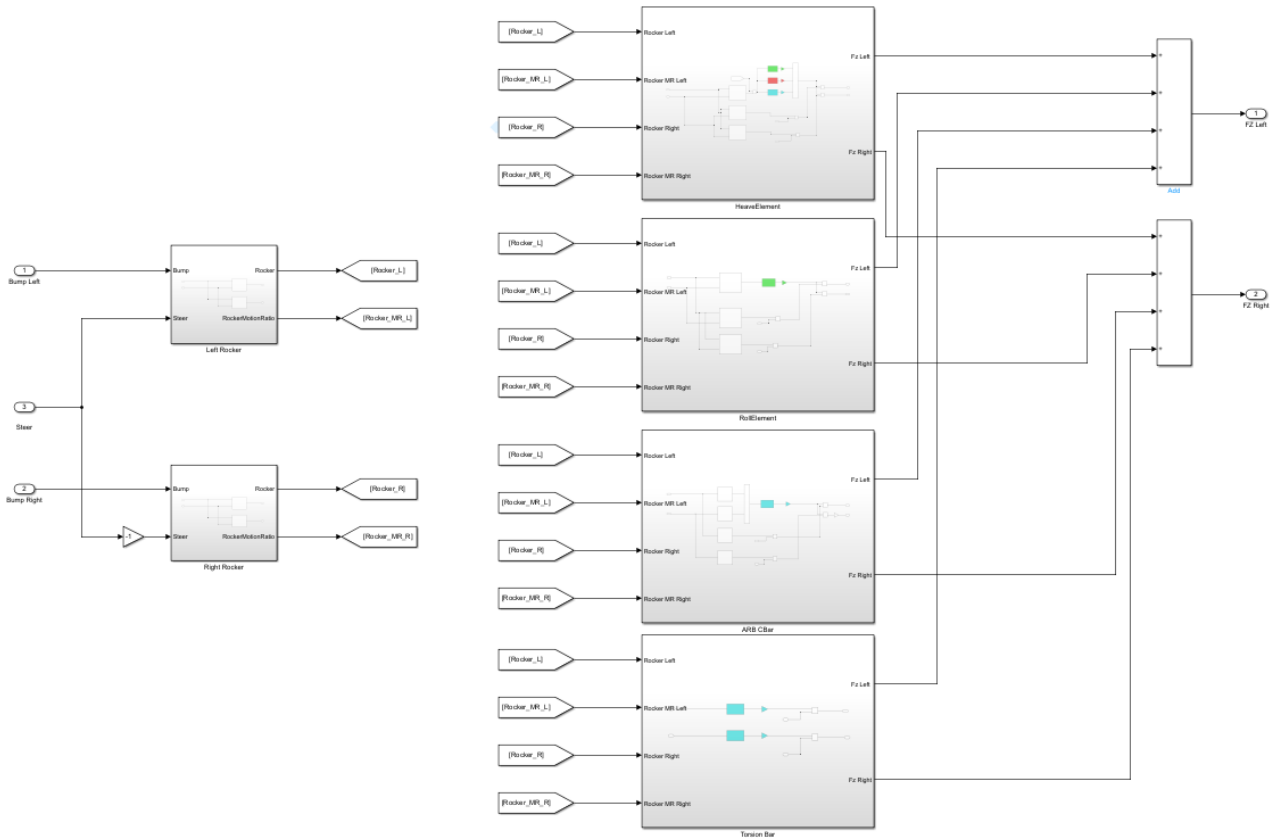 [Rocker_L]
Rocker Left
Fz Left
[Rocker_MR_L]
Rocker MR Left
[Rocker_R]
Rocker Right
Fz Right
[Rocker_MR_R]
Rocker MR Right
HeaveElement
+
+
+
+
1
FZ Left
Add
[Rocker_L]
Rocker Left
Fz Left
[Rocker_MR_L]
Rocker MR Left
[Rocker_R]
Rocker Right
Fz Right
[Rocker_MR_R]
Rocker MR Right
RollElement
+
+
+
+
2
FZ Right
1
Bump Left
Bump
Rocker
[Rocker_L]
Steer
RockerMotionRatio
[Rocker_MR_L]
Left Rocker
3
Steer
2
Bump Right
Bump
Rocker
[Rocker_R]
-1
Steer
RockerMotionRatio
[Rocker_MR_R]
Right Rocker
[Rocker_L]
Rocker Left
Fz Left
[Rocker_MR_L]
Rocker MR Left
[Rocker_R]
Rocker Right
Fz Right
[Rocker_MR_R]
Rocker MR Right
ARB CBar
[Rocker_L]
Rocker Left
Fz Left
[Rocker_MR_L]
Rocker MR Left
[Rocker_R]
Rocker Right
Fz Right
[Rocker_MR_R]
Rocker MR Right
Torsion Bar